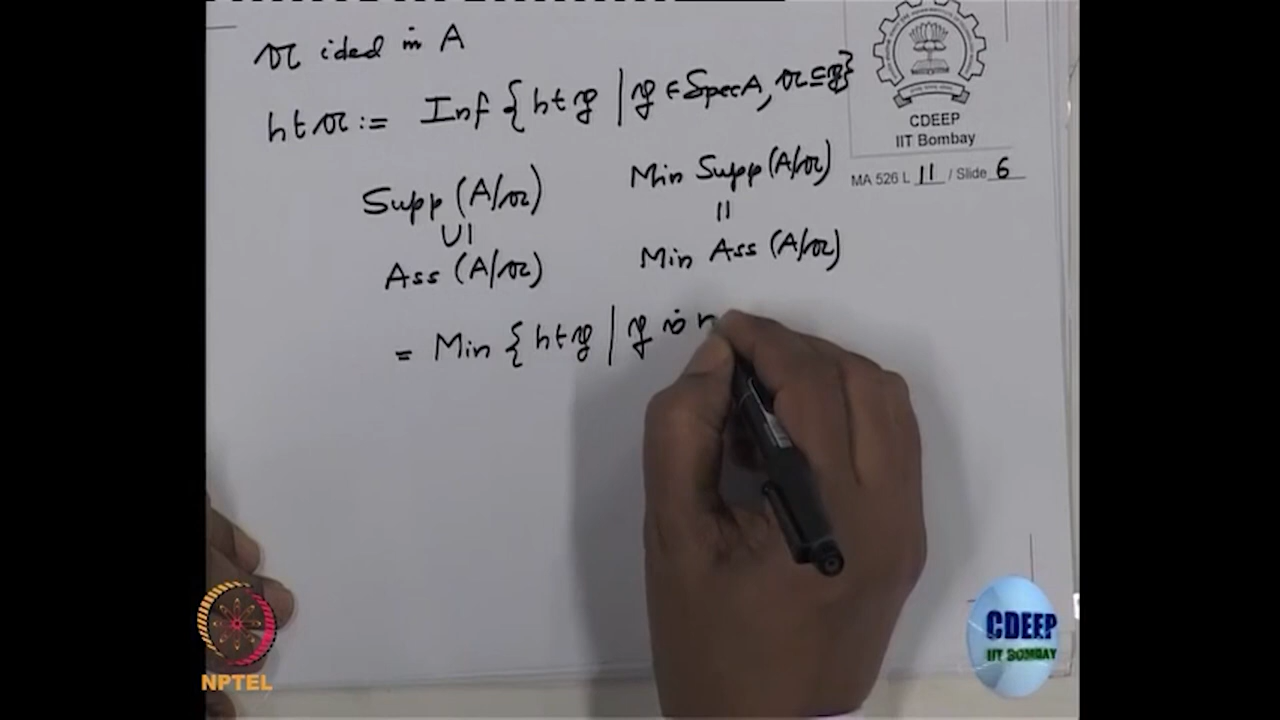 𝔄 ideal in A
ht 𝔄 := Inf { ht 𝔭 | 𝔭 ∈ Spec A, 𝔄 ⊆ 𝔭 }
Supp (A/𝔄) Min Supp (A/𝔄)
∪| ||
Ass (A/𝔄) Min Ass (A/𝔄)
= Min { ht 𝔭 | 𝔭 is
CDEEP
IIT Bombay
MA 526 L 11 / Slide 6
NPTEL
CDEEP
IIT BOMBAY